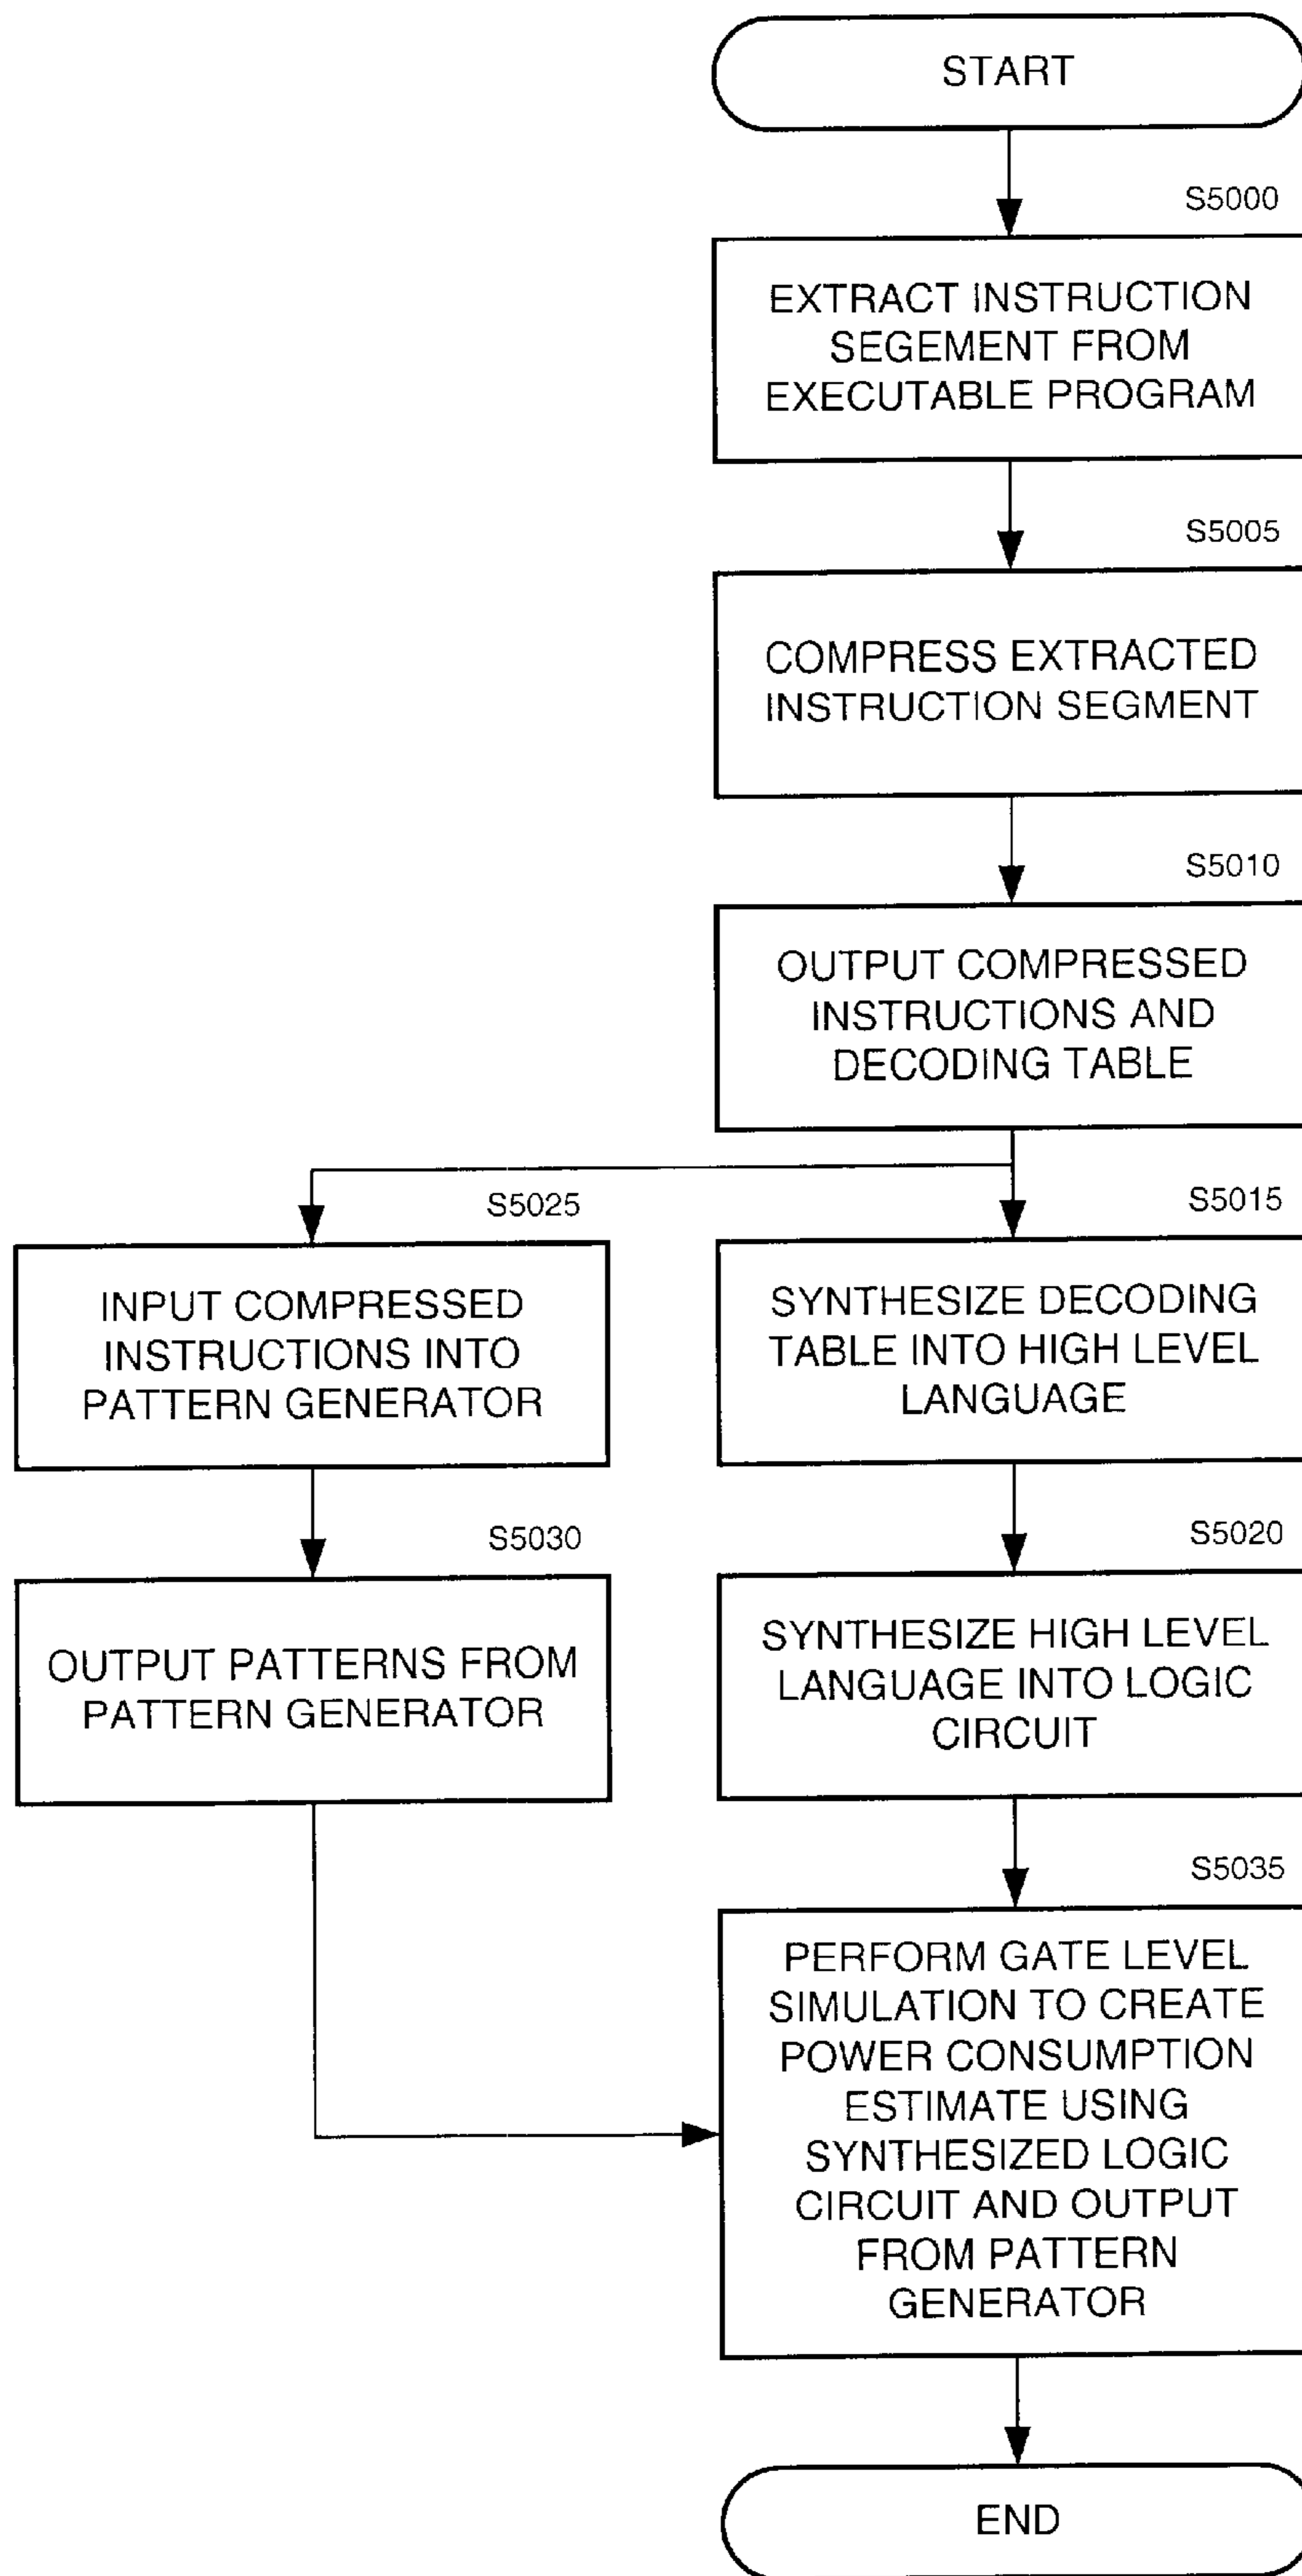 START
S5000
EXTRACT INSTRUCTION
SEGEMENT FROM
EXECUTABLE PROGRAM
S5005
COMPRESS EXTRACTED
INSTRUCTION SEGMENT
S5010
OUTPUT COMPRESSED
INSTRUCTIONS AND
DECODING TABLE
S5025
INPUT COMPRESSED
INSTRUCTIONS INTO
PATTERN GENERATOR
S5015
SYNTHESIZE DECODING
TABLE INTO HIGH LEVEL
LANGUAGE
S5030
OUTPUT PATTERNS FROM
PATTERN GENERATOR
S5020
SYNTHESIZE HIGH LEVEL
LANGUAGE INTO LOGIC
CIRCUIT
S5035
PERFORM GATE LEVEL
SIMULATION TO CREATE
POWER CONSUMPTION
ESTIMATE USING
SYNTHESIZED LOGIC
CIRCUIT AND OUTPUT
FROM PATTERN
GENERATOR
END